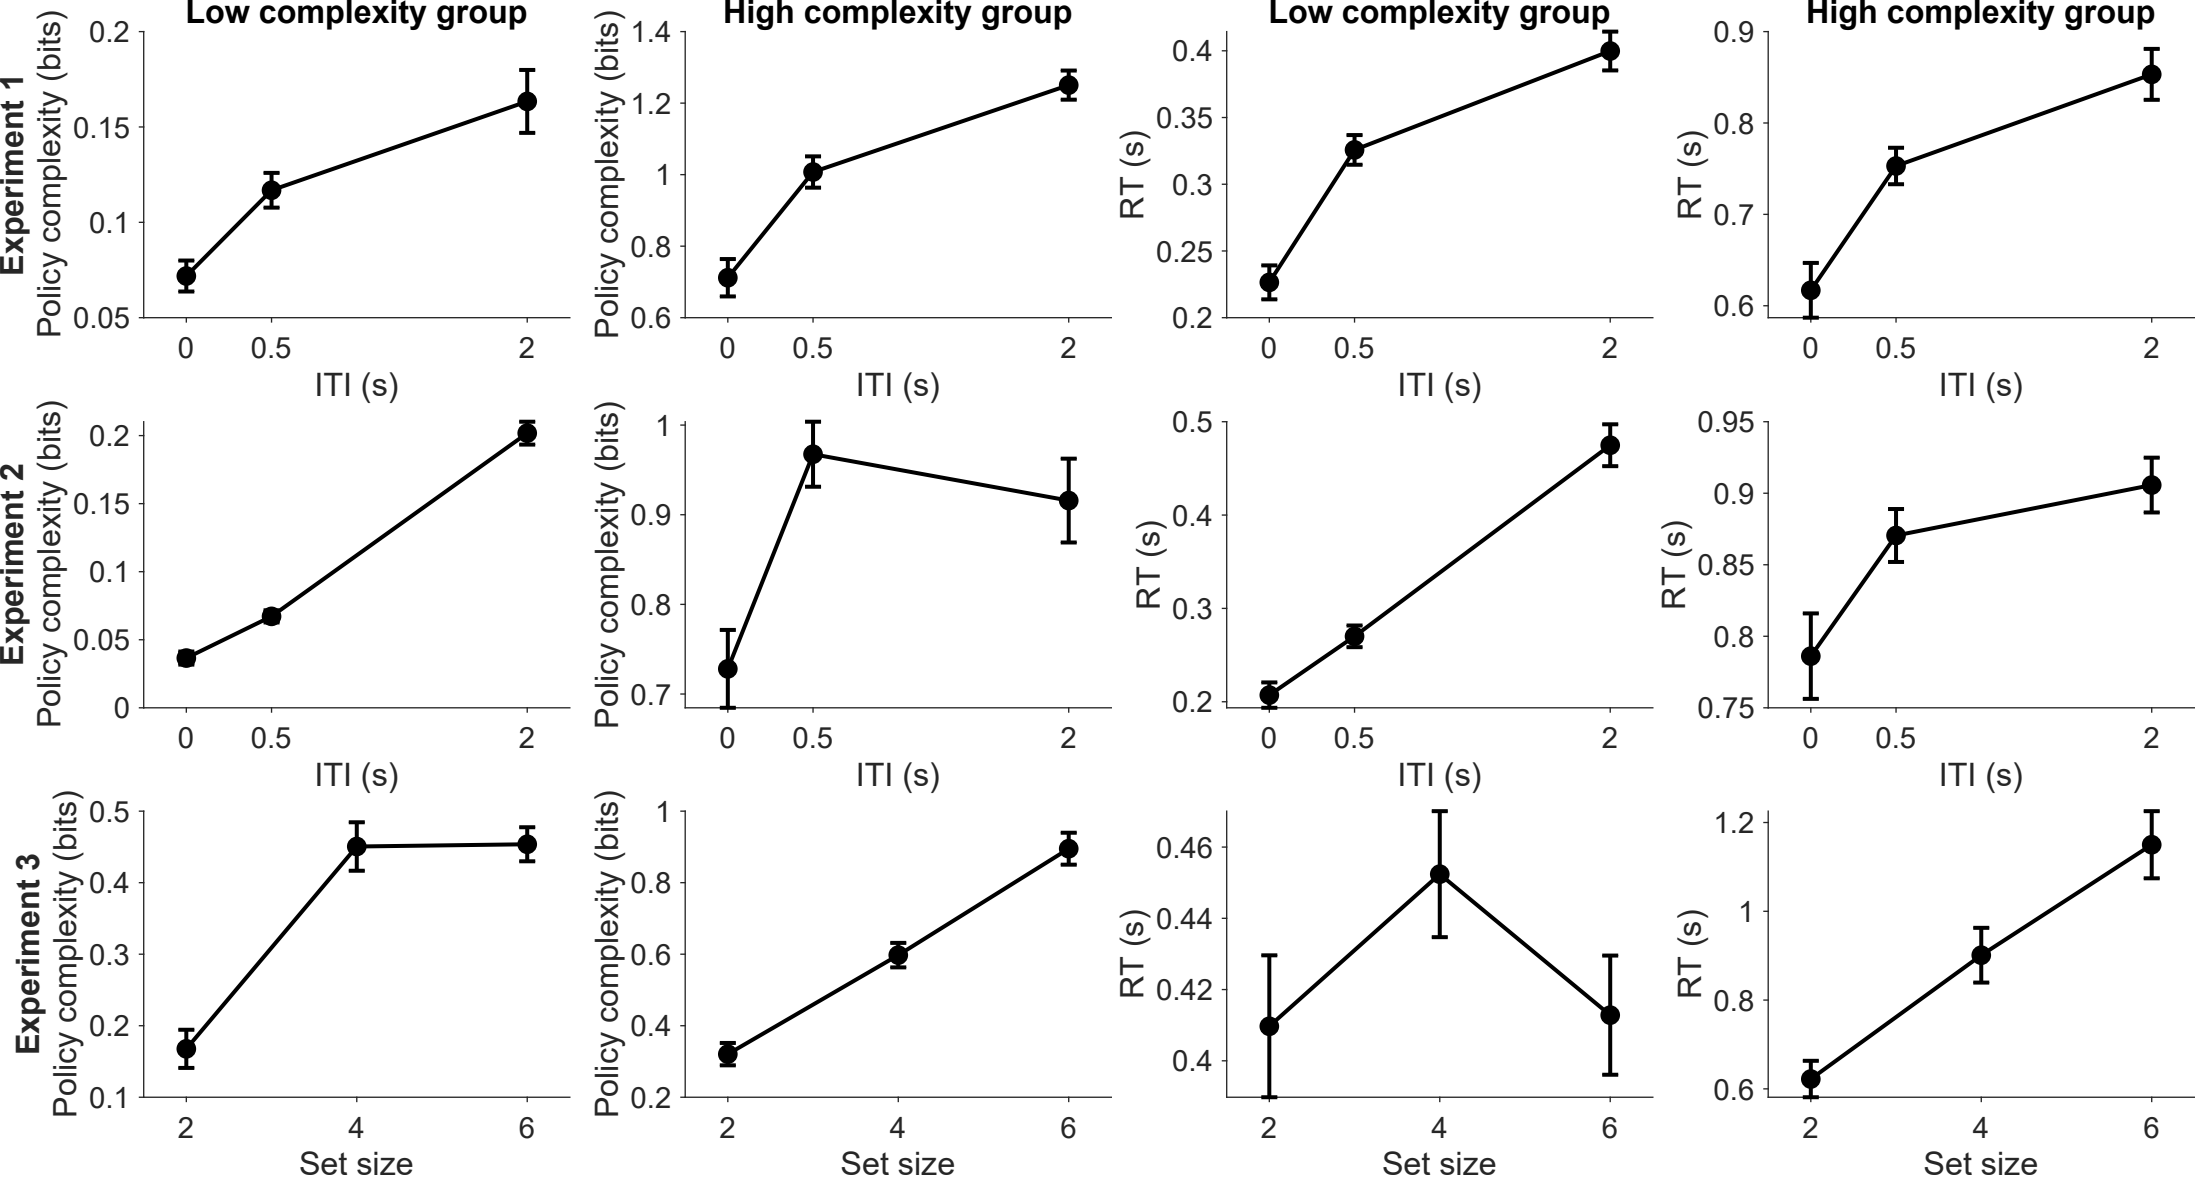 Low complexity group
High complexity group
Low complexity group
High complexity group
Experiment 1
Policy complexity (bits)
0.2
0.15
0.1
0.05
0 0.5 2
ITI (s)
Policy complexity (bits)
1.4
1.2
1
0.8
0.6
0 0.5 2
ITI (s)
RT (s)
0.4
0.35
0.3
0.25
0.2
0 0.5 2
ITI (s)
RT (s)
0.9
0.8
0.7
0.6
0 0.5 2
ITI (s)
Experiment 2
Policy complexity (bits)
0.2
0.15
0.1
0.05
0
0 0.5 2
ITI (s)
Policy complexity (bits)
1
0.9
0.8
0.7
0 0.5 2
ITI (s)
RT (s)
0.5
0.4
0.3
0.2
0 0.5 2
ITI (s)
RT (s)
0.95
0.9
0.85
0.8
0.75
0 0.5 2
ITI (s)
Experiment 3
Policy complexity (bits)
0.5
0.4
0.3
0.2
0.1
2 4 6
Set size
Policy complexity (bits)
1
0.8
0.6
0.4
0.2
2 4 6
Set size
RT (s)
0.46
0.44
0.42
0.4
2 4 6
Set size
RT (s)
1.2
1
0.8
0.6
2 4 6
Set size